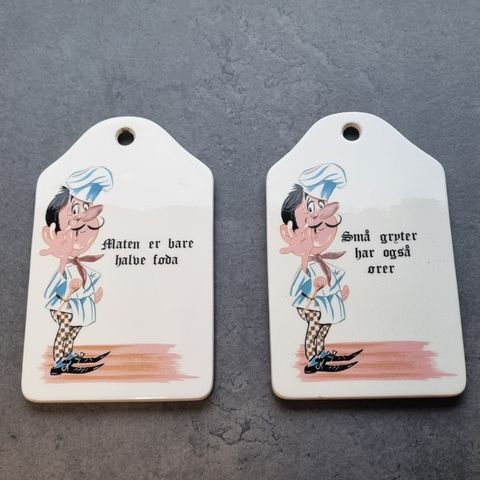 Maten er bare
halve føda
Små gryter
har også
ører